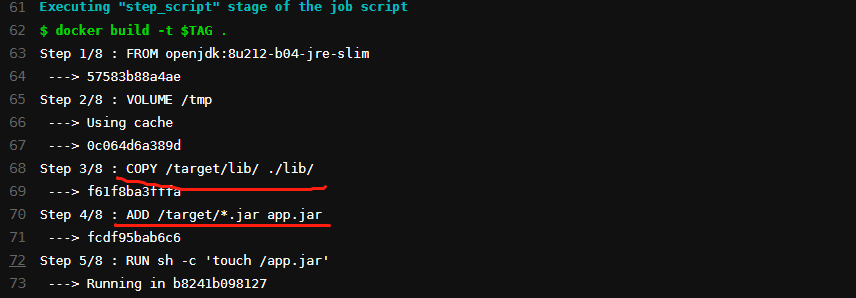 61 Executing "step_script" stage of the job script
62 $ docker build -t $TAG .
63 Step 1/8 : FROM openjdk:8u212-b04-jre-slim
64 ---> 57583b88a4ae
65 Step 2/8 : VOLUME /tmp
66 ---> Using cache
67 ---> 0c064d6a389d
68 Step 3/8 : COPY /target/lib/ ./lib/
69 ---> f61f8ba3fffa
70 Step 4/8 : ADD /target/*.jar app.jar
71 ---> fcdf95bab6c6
72 Step 5/8 : RUN sh -c 'touch /app.jar'
73 ---> Running in b8241b098127